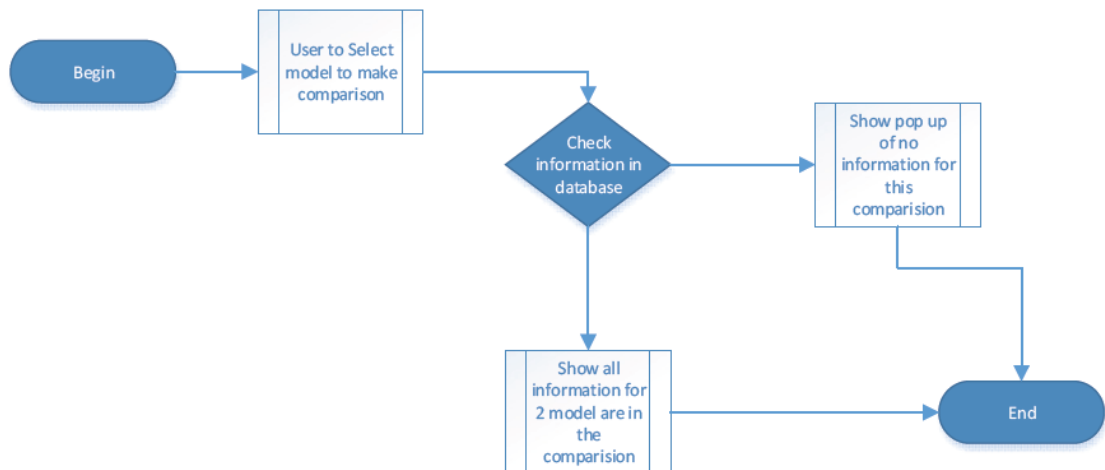 Begin
User to Select
model to make
comparison
Check
information in
database
Show pop up
of no
information for
this
comparision
Show all
information for
2 model are in
the
comparision
End